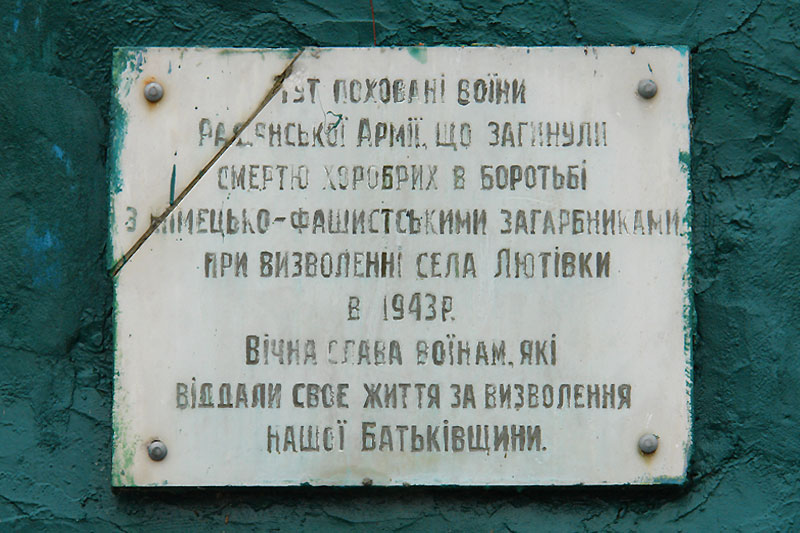 Тут поховані воїни
Радянської Армії, що загинули
смертю хоробрих в боротьбі
з німецько-фашистськими загарбниками
при визволенні села Лютівки
в 1943 р.
Вічна слава воїнам, які
віддали своє життя за визволення
нашої Батьківщини.